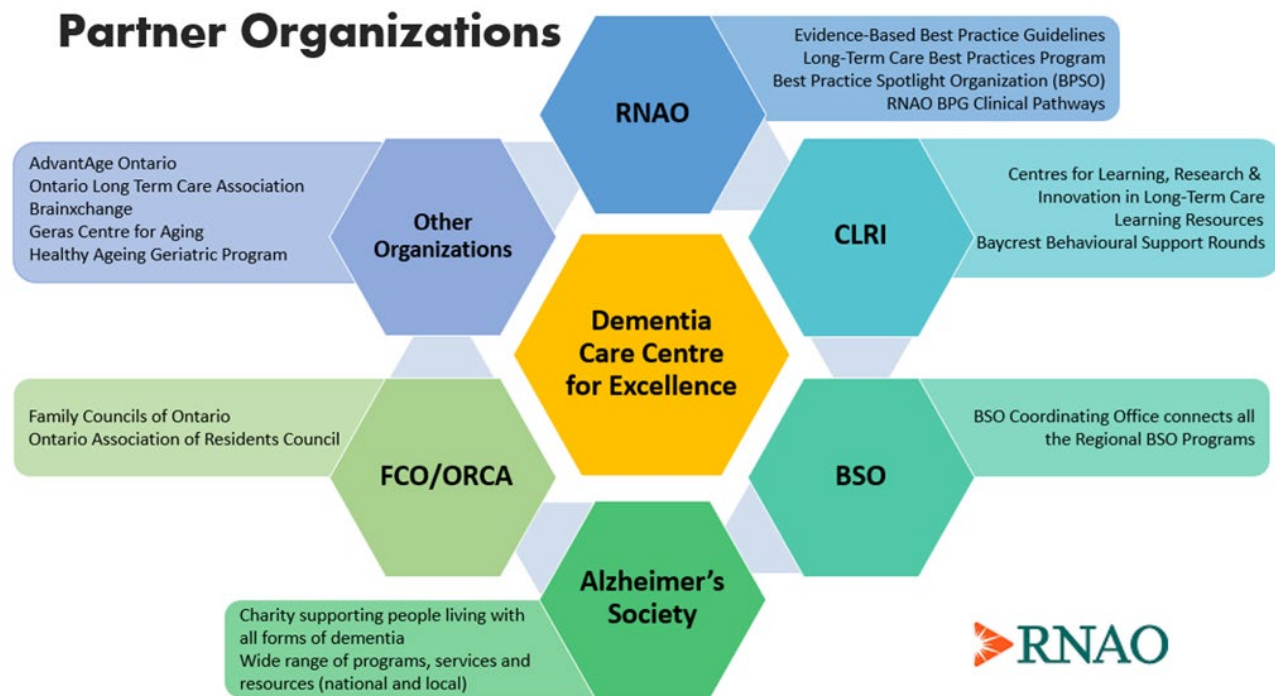 Partner Organizations
RNAO
Evidence-Based Best Practice Guidelines
Long-Term Care Best Practices Program
Best Practice Spotlight Organization (BPSO)
RNAO BPG Clinical Pathways
CLRI
Centres for Learning, Research &
Innovation in Long-Term Care
Learning Resources
Baycrest Behavioural Support Rounds
BSO
BSO Coordinating Office connects all
the Regional BSO Programs
Alzheimer's
Society
Charity supporting people living with
all forms of dementia
Wide range of programs, services and
resources (national and local)
FCO/ORCA
Family Councils of Ontario
Ontario Association of Residents Council
Other
Organizations
AdvantAge Ontario
Ontario Long Term Care Association
Brainxchange
Geras Centre for Aging
Healthy Ageing Geriatric Program
Dementia
Care Centre
for Excellence
RNAO